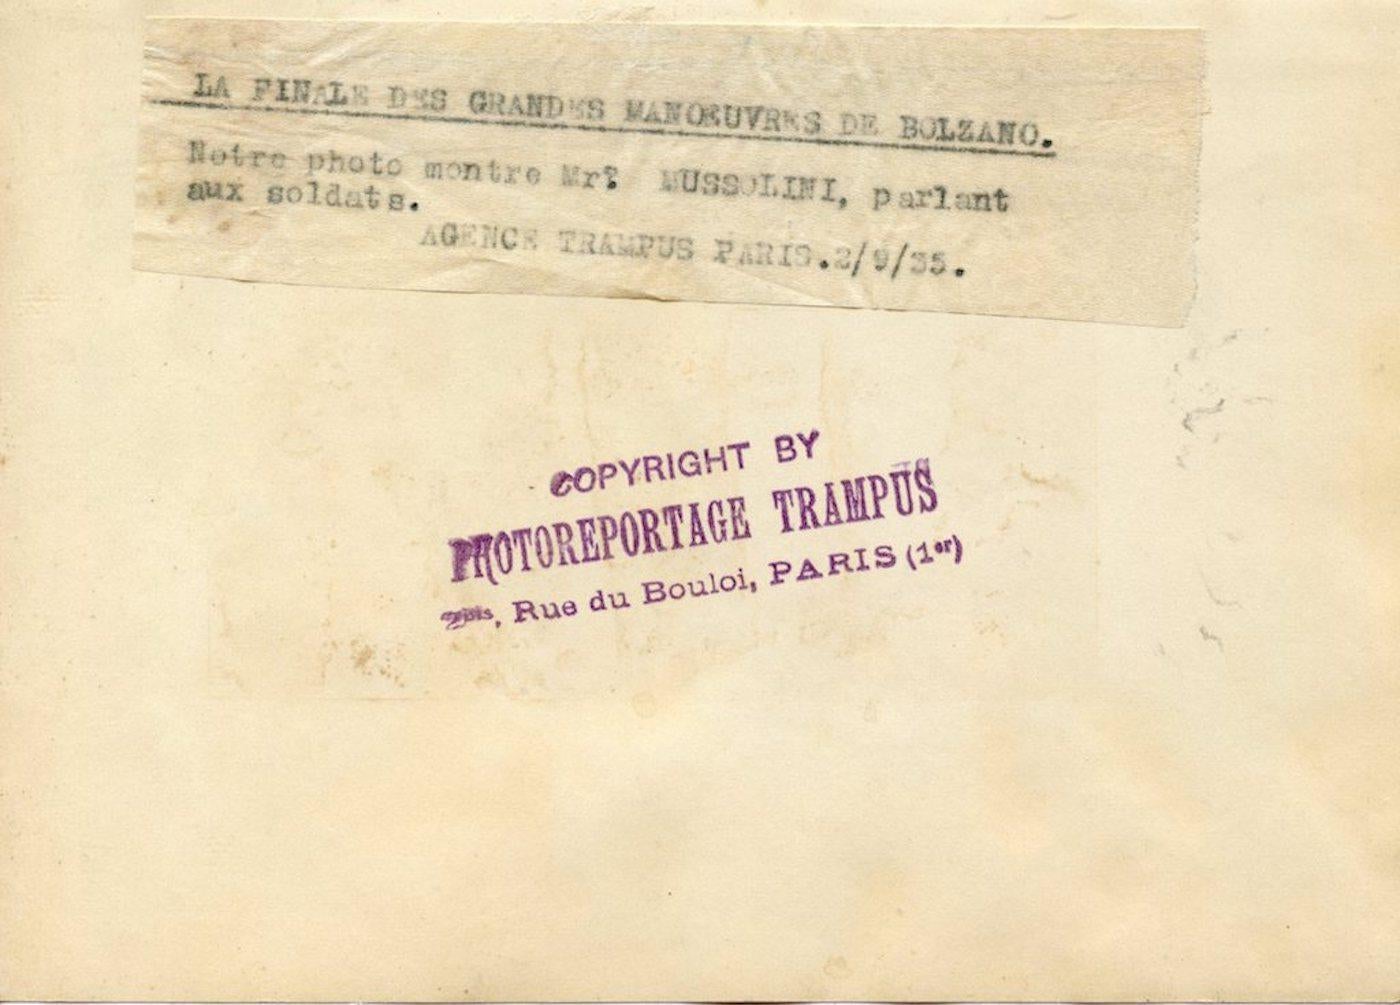 LA FINALE DES GRANDES MANOEUVRES DE BOLZANO.
Notre photo montre Mr. MUSSOLINI, parlant
aux soldats.
AGENCE TRAMPUS PARIS.2/9/35.
COPYRIGHT BY
PHOTOREPORTAGE TRAMPUS
, Rue du Bouloi, PARIS (1er)